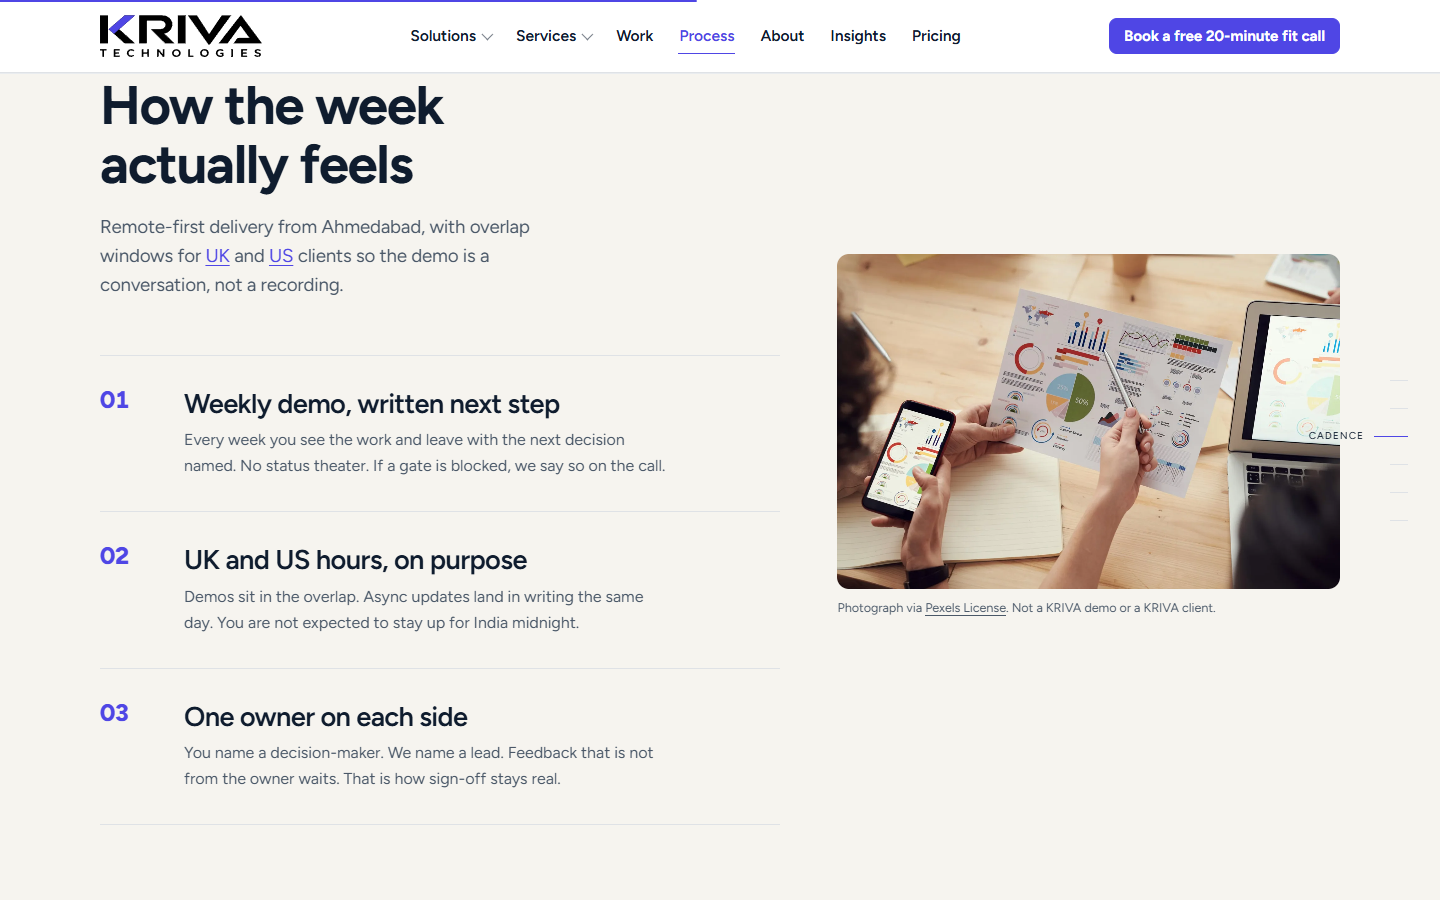 KRIVA
TECHNOLOGIES
Solutions
Services
Work
Process
About
Insights
Pricing
Book a free 20-minute fit call
How the week
actually feels
Remote-first delivery from Ahmedabad, with overlap
windows for UK and US clients so the demo is a
conversation, not a recording.
01
Weekly demo, written next step
Every week you see the work and leave with the next decision
named. No status theater. If a gate is blocked, we say so on the call.
02
UK and US hours, on purpose
Demos sit in the overlap. Async updates land in writing the same
day. You are not expected to stay up for India midnight.
03
One owner on each side
You name a decision-maker. We name a lead. Feedback that is not
from the owner waits. That is how sign-off stays real.
50%
CADENCE
Photograph via Pexels License. Not a KRIVA demo or a KRIVA client.